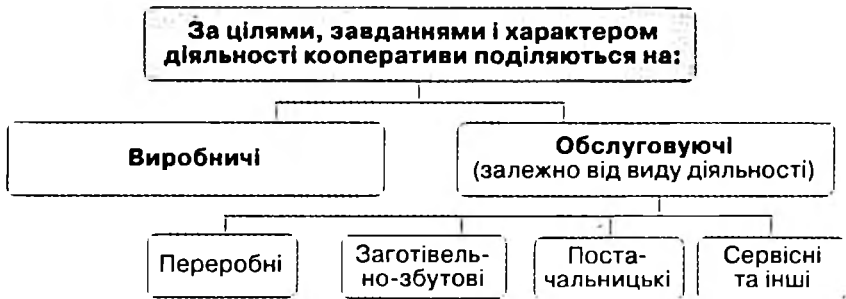 За цілями, завданнями і характером
діяльності кооперативи поділяються на:
Виробничі
Обслуговуючі
(залежно від виду діяльності)
Переробні
Заготівель-
но-збутові
Поста-
чальницькі
Сервісні
та інші